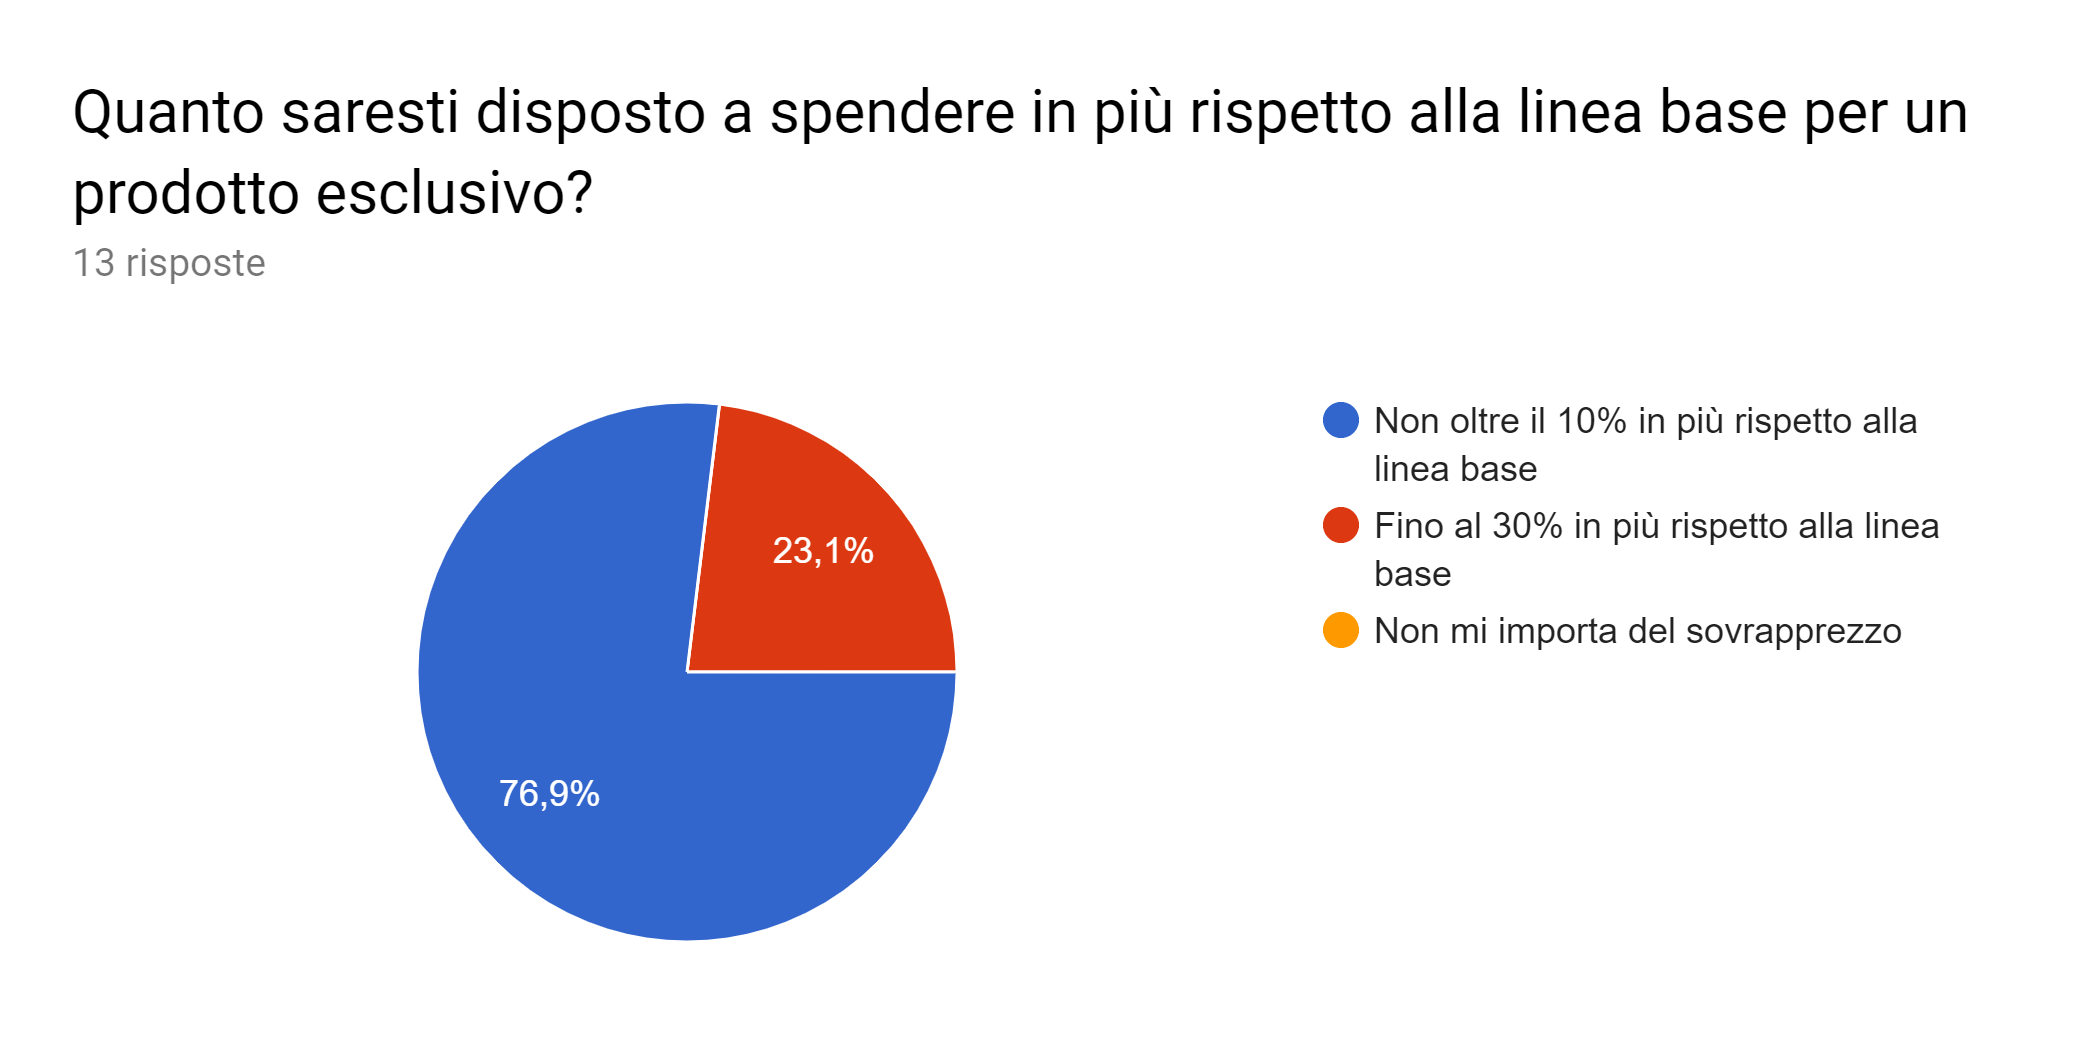 Quanto saresti disposto a spendere in più rispetto alla linea base per un
prodotto esclusivo?
13 risposte
Non oltre il 10% in più rispetto alla
linea base
Fino al 30% in più rispetto alla linea
base
Non mi importa del sovrapprezzo
23,1%
76,9%